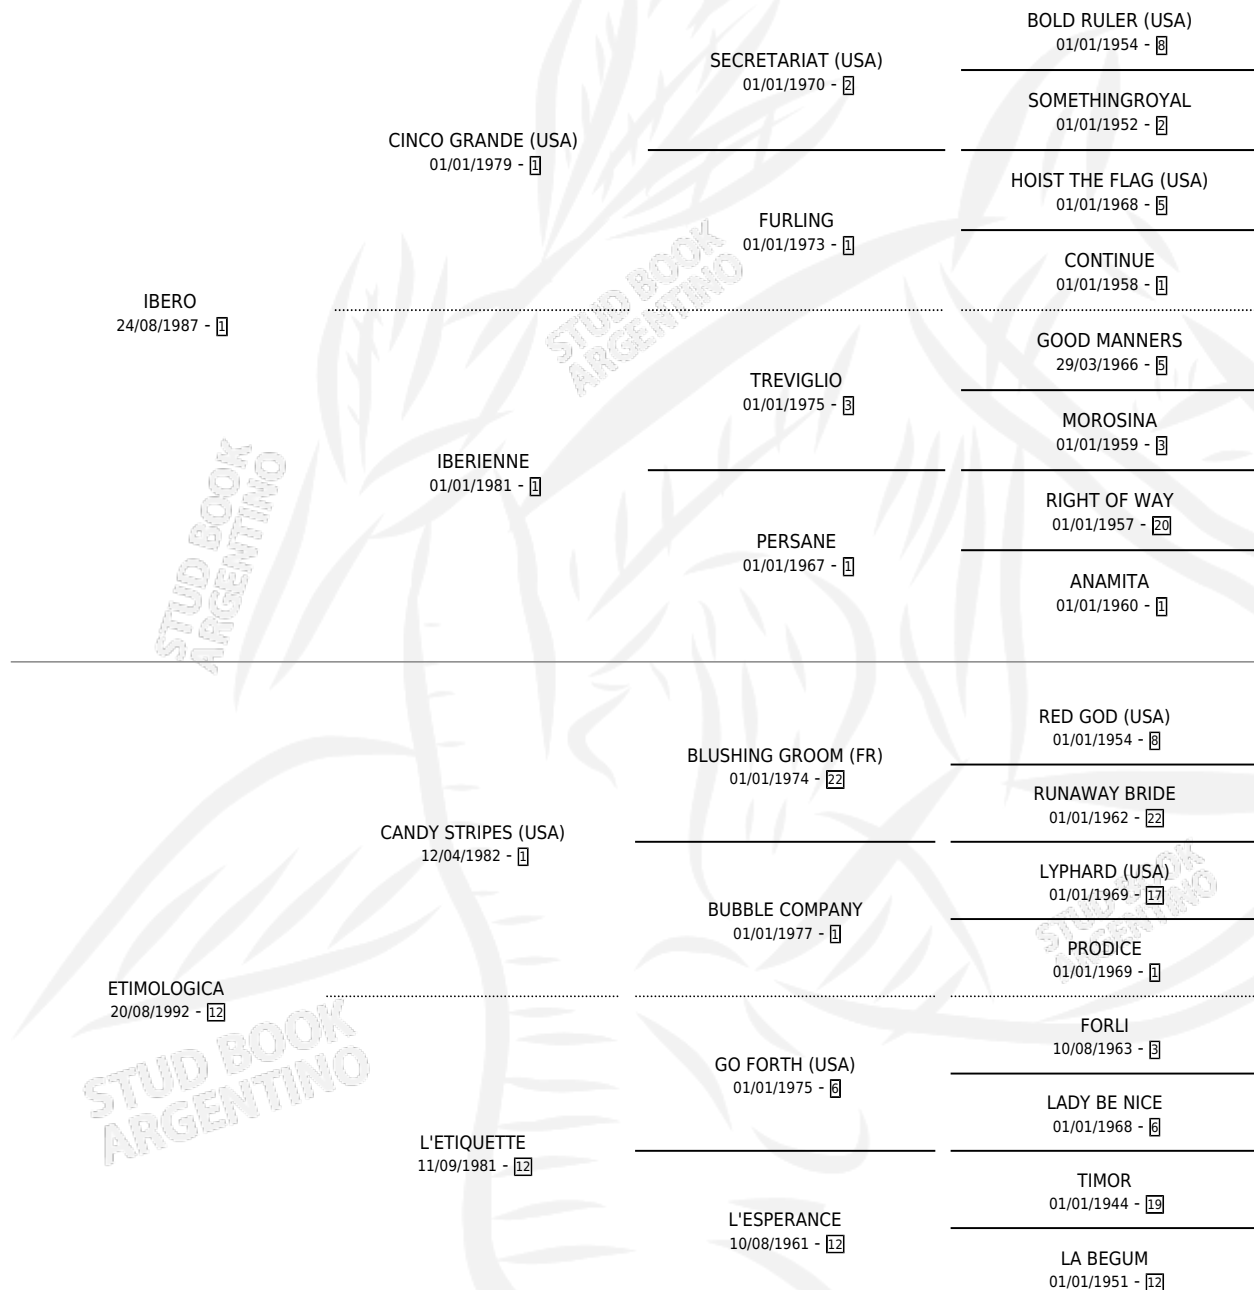 BOLD RULER (USA)
01/01/1954 - 8
SECRETARIAT (USA)
01/01/1970 - 2
SOMETHINGROYAL
01/01/1952 - 2
CINCO GRANDE (USA)
01/01/1979 - 1
HOIST THE FLAG (USA)
01/01/1968 - 5
FURLING
01/01/1973 - 1
CONTINUE
01/01/1958 - 1
IBERO
24/08/1987 - 1
GOOD MANNERS
29/03/1966 - 5
TREVIGLIO
01/01/1975 - 3
MOROSINA
01/01/1959 - 3
IBERIENNE
01/01/1981 - 1
RIGHT OF WAY
01/01/1957 - 20
PERSANE
01/01/1967 - 1
ANAMITA
01/01/1960 - 1
RED GOD (USA)
01/01/1954 - 8
BLUSHING GROOM (FR)
01/01/1974 - 22
RUNAWAY BRIDE
01/01/1962 - 22
CANDY STRIPES (USA)
12/04/1982 - 1
LYPHARD (USA)
01/01/1969 - 17
BUBBLE COMPANY
01/01/1977 - 1
PRODICE
01/01/1969 - 1
ETIMOLOGICA
20/08/1992 - 12
FORLI
10/08/1963 - 3
GO FORTH (USA)
01/01/1975 - 6
LADY BE NICE
01/01/1968 - 6
L'ETIQUETTE
11/09/1981 - 12
TIMOR
01/01/1944 - 19
L'ESPERANCE
10/08/1961 - 12
LA BEGUM
01/01/1951 - 12
STUD BOOK
ARGENTINO
STUD BOOK
ARGENTINO
STUD BOOK
ARGENTINO
STUD BOOK
ARGENTINO